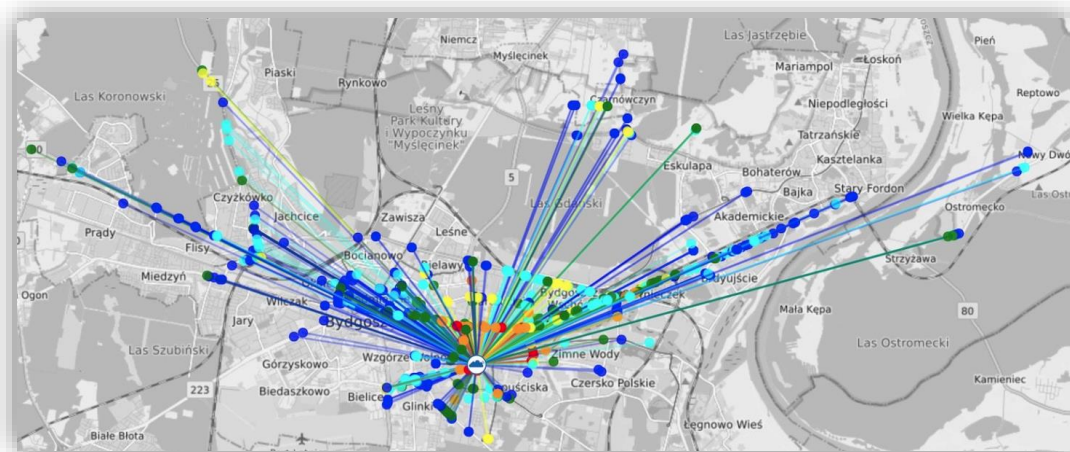 Las Jastrzębie
Pień
Niemcz
Myślęcinek
Mariampol
Łoskoń
Piaski
Rynkowo
Reptowo
Las Koronowski
Czarnówczyn
Niepodległości
Leśny
Park Kultury
i Wypoczynku
"Myślęcinek"
Wielka Kępa
Tatrzańskie
Kasztelanka
Eskulapa
Bohaterów
5
Bajka
Stary Fordon
Czyżkówko
Ostromecko
Jachcice
Zawisza
Las Gdański
Akademickie
Prądy
Leśne
Flisy
Bocianowo
Bielawy
Strzyżawa
Miedzyń
Ogon
Wilczak
Mała Kępa
80
Jary
Las Szubiński
Wzgórze
Zimne Wody
Las Ostromecki
Górzyskowo
Czersko Polskie
Kamieniec
223
Biedaszkowo
Bielice
Glinki
Łęgnowo Wieś
Białe Błota